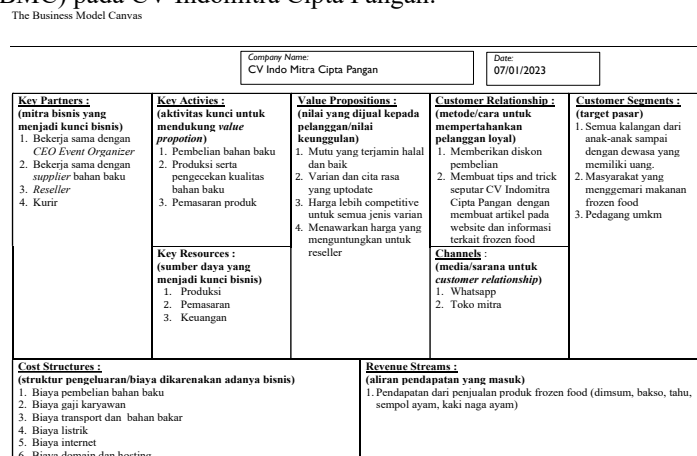 BMC) pada CV Indomitra Cipta Pangan.
The Business Model Canvas
Company Name:
CV Indo Mitra Cipta Pangan
Date:
07/01/2023
Key Partners :
(mitra bisnis yang
menjadi kunci bisnis)
1. Bekerja sama dengan
CEO Event Organizer
2. Bekerja sama dengan
supplier bahan baku
3. Reseller
4. Kurir
Key Activies :
(aktivitas kunci untuk
mendukung value
propotion)
1. Pembelian bahan baku
2. Produksi serta
pengecekan kualitas
bahan baku
3. Pemasaran produk
Key Resources :
(sumber daya yang
menjadi kunci bisnis)
1. Produksi
2. Pemasaran
3. Keuangan
Value Propositions :
(nilai yang dijual kepada
pelanggan/nilai
keunggulan)
1. Mutu yang terjamin halal
dan baik
2. Varian dan cita rasa
yang uptodate
3. Harga lebih competitive
untuk semua jenis varian
4. Menawarkan harga yang
menguntungkan untuk
reseller
Customer Relationship :
(metode/cara untuk
mempertahankan
pelanggan loyal)
1. Memberikan diskon
pembelian
2. Membuat tips and trick
seputar CV Indomitra
Cipta Pangan dengan
membuat artikel pada
website dan informasi
terkait frozen food
Channels :
(media/sarana untuk
customer relationship)
1. Whatsapp
2. Toko mitra
Customer Segments :
(target pasar)
1. Semua kalangan dari
anak-anak sampai
dengan dewasa yang
memiliki uang.
2. Masyarakat yang
menggemari makanan
frozen food
3. Pedagang umkm
Cost Structures :
(struktur pengeluaran/biaya dikarenakan adanya bisnis)
1. Biaya pembelian bahan baku
2. Biaya gaji karyawan
3. Biaya transport dan bahan bakar
4. Biaya listrik
5. Biaya internet
6. Biaya domain dan hosting
Revenue Streams :
(aliran pendapatan yang masuk)
1. Pendapatan dari penjualan produk frozen food (dimsum, bakso, tahu,
sempol ayam, kaki naga ayam)